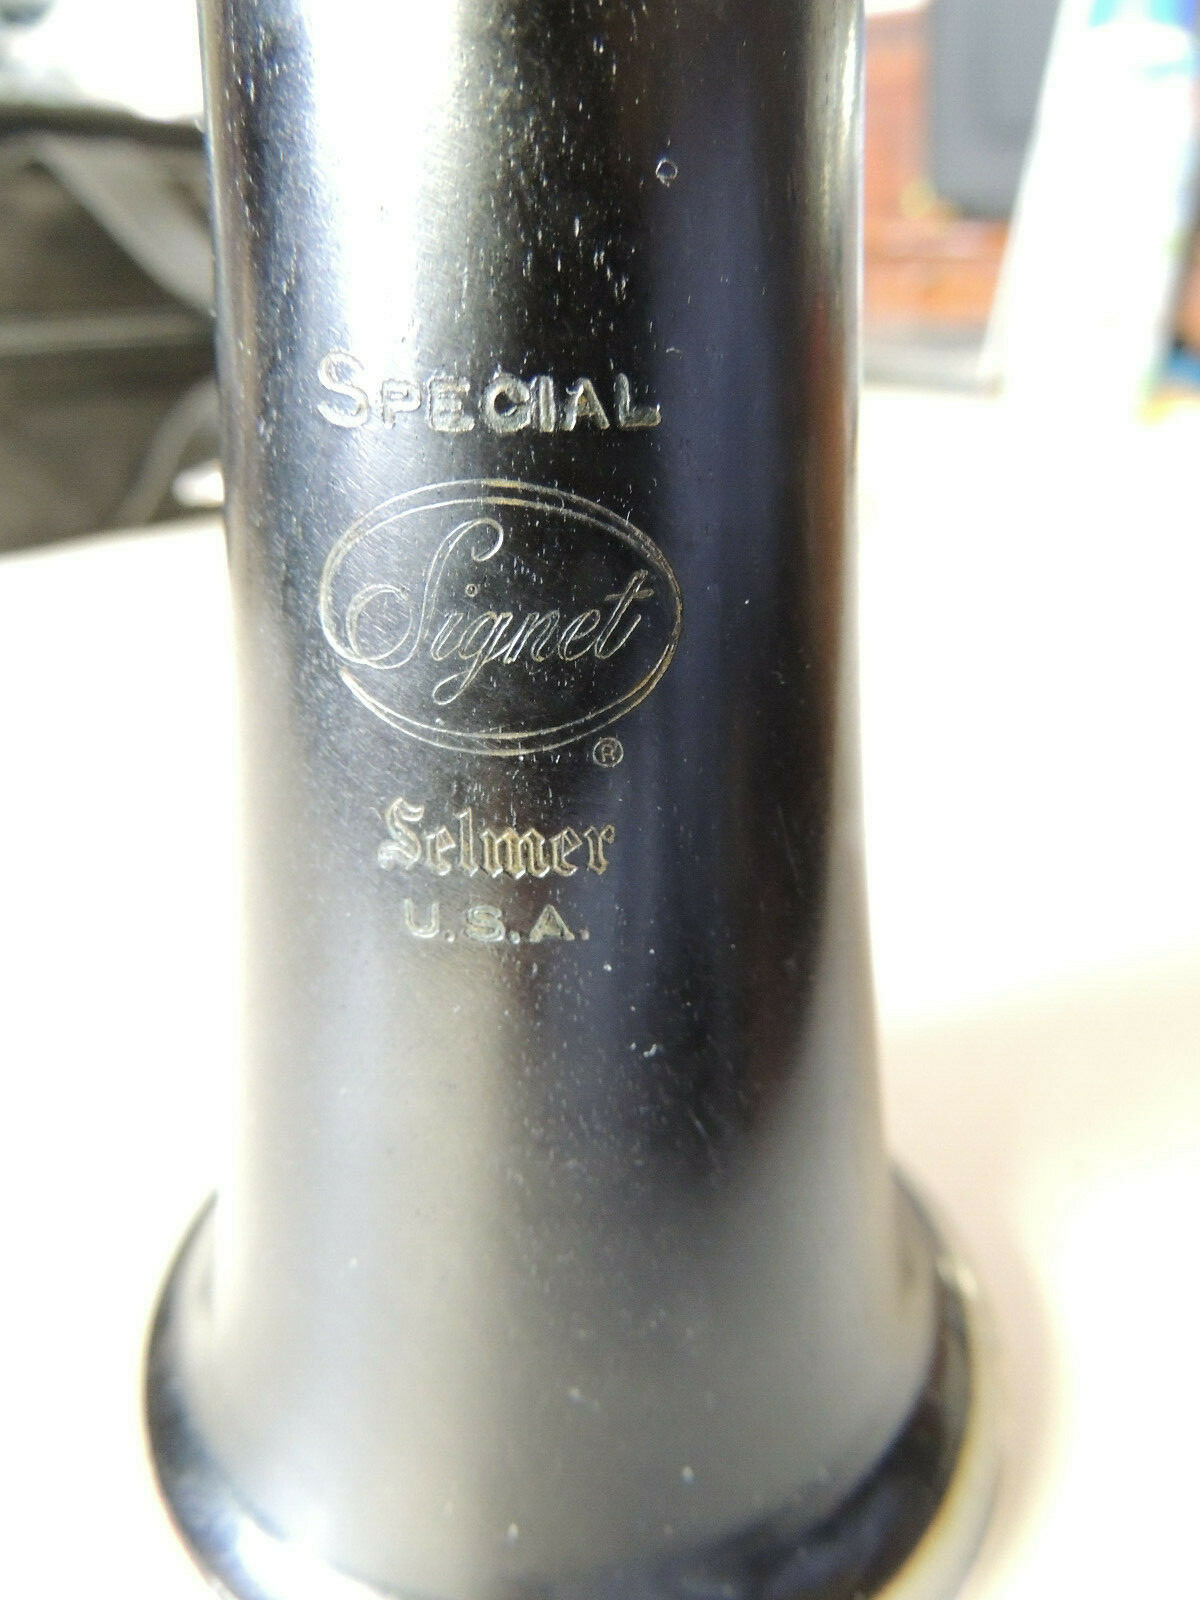 SPECIAL
Signet
®
Selmer
U.S.A.